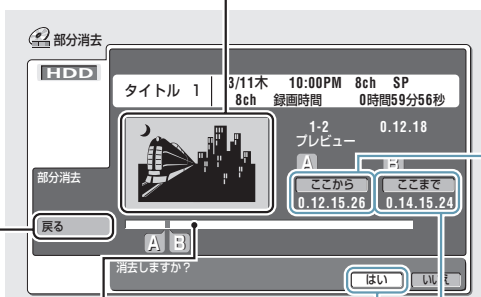 部分消去
HDD
タイトル 1 3/11木 10:00PM 8ch SP
8ch 録画時間 0時間59分56秒
1-2 0.12.18
プレビュー
A B
部分消去
ここから ここまで
0.12.15.26 0.14.15.24
戻る
A B
消去しますか?
はい いいえ